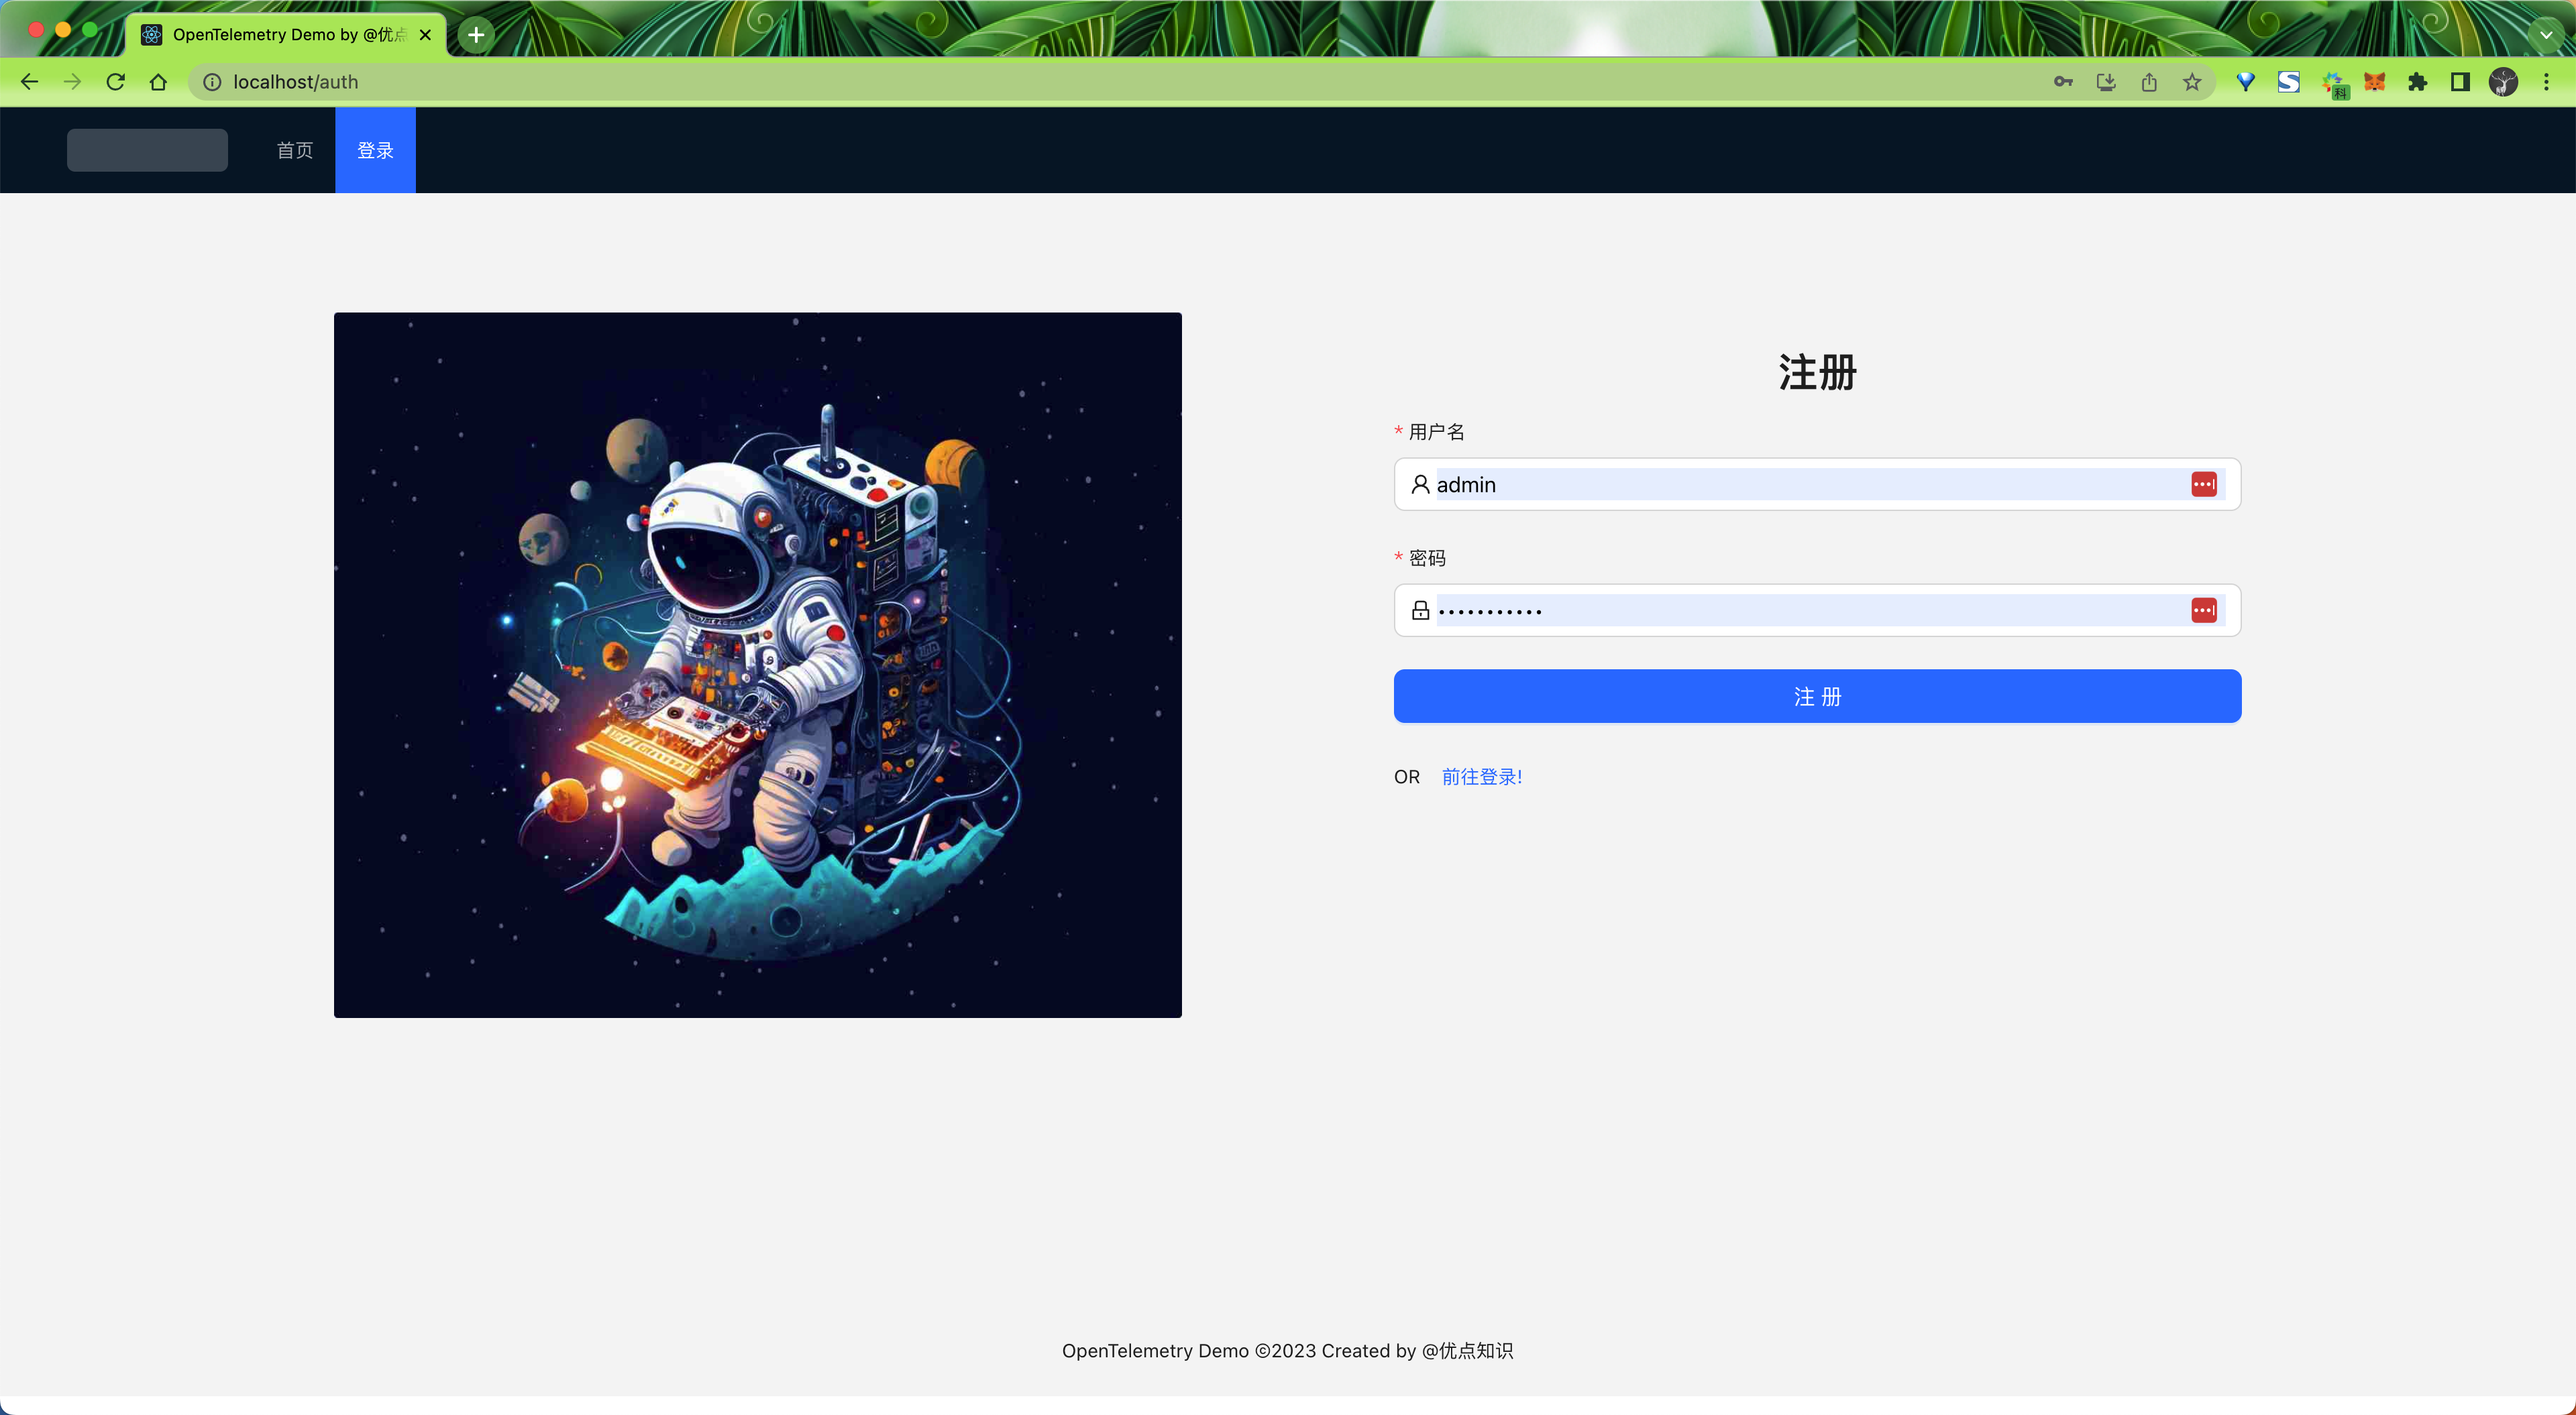 OpenTelemetry Demo by @优点
localhost/auth
科
首页 登录
注册
* 用户名
admin
* 密码
•••••••••••
注 册
OR 前往登录!
OpenTelemetry Demo ©2023 Created by @优点知识